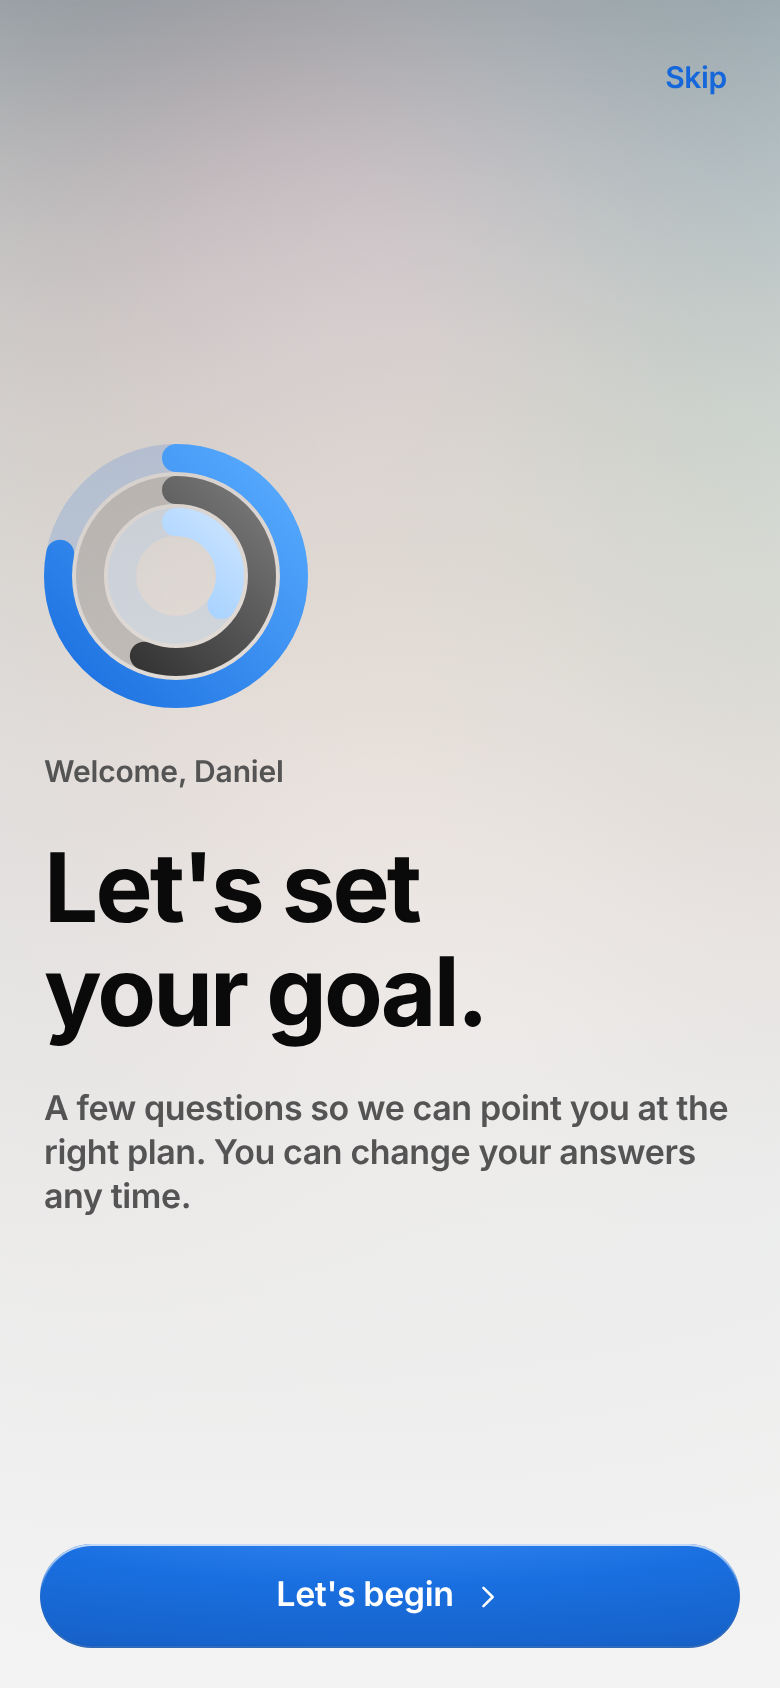 Skip
Welcome, Daniel
Let's set
your goal.
A few questions so we can point you at the
right plan. You can change your answers
any time.
Let's begin